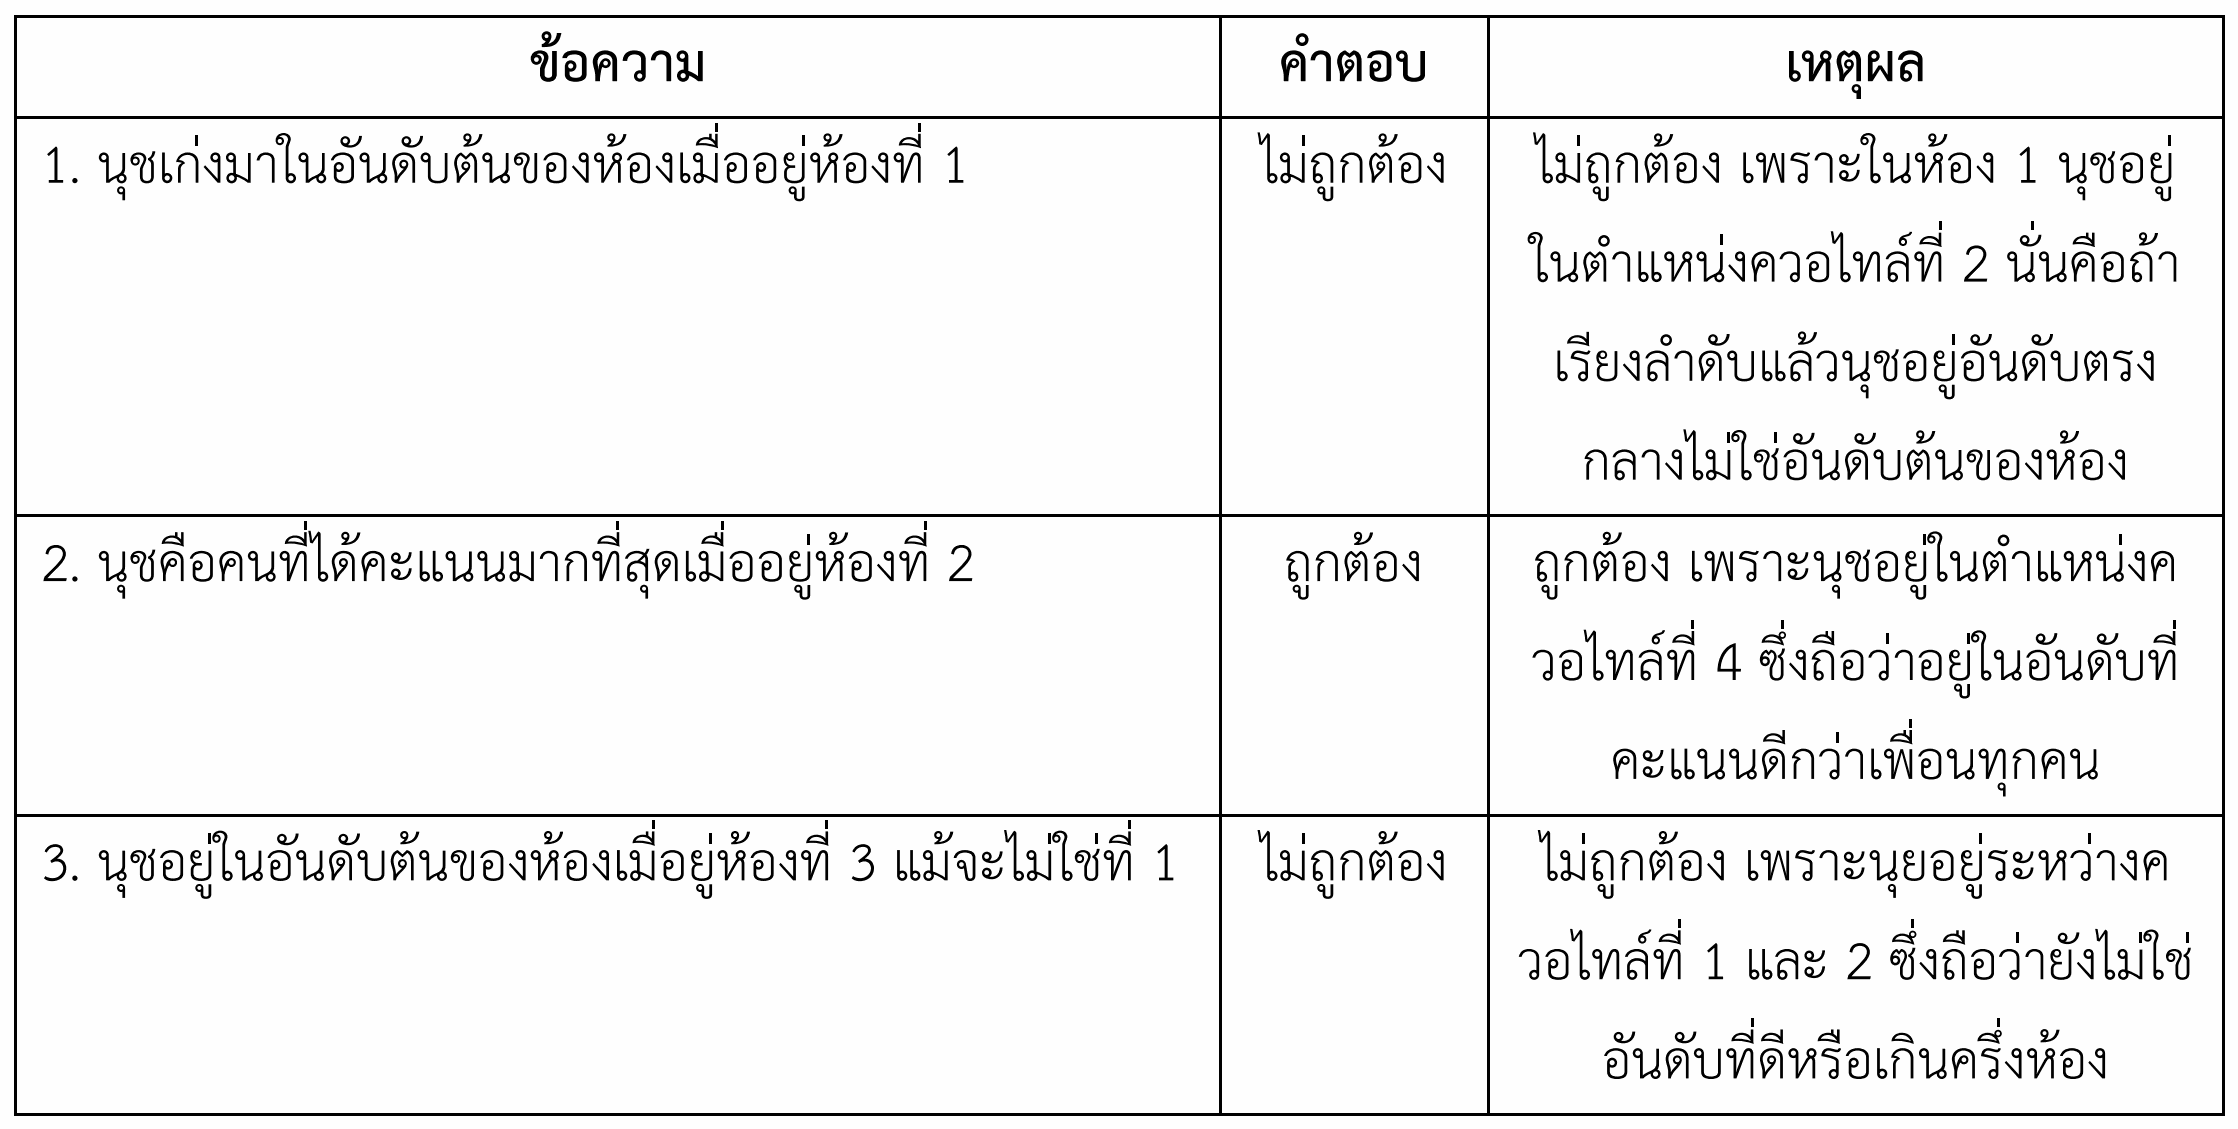 ข้อความ คำตอบ เหตุผล
1. นุชเก่งมาในอันดับต้นของห้องเมื่ออยู่ห้องที่ 1 ไม่ถูกต้อง ไม่ถูกต้อง เพราะในห้อง 1 นุชอยู่
ในตำแหน่งควอไทล์ที่ 2 นั่นคือถ้า
เรียงลำดับแล้วนุชอยู่อันดับตรง
กลางไม่ใช่อันดับต้นของห้อง
2. นุชคือคนที่ได้คะแนนมากที่สุดเมื่ออยู่ห้องที่ 2 ถูกต้อง ถูกต้อง เพราะนุชอยู่ในตำแหน่งค
วอไทล์ที่ 4 ซึ่งถือว่าอยู่ในอันดับที่
คะแนนดีกว่าเพื่อนทุกคน
3. นุชอยู่ในอันดับต้นของห้องเมื่อยู่ห้องที่ 3 แม้จะไม่ใช่ที่ 1 ไม่ถูกต้อง ไม่ถูกต้อง เพราะนุยอยู่ระหว่างค
วอไทล์ที่ 1 และ 2 ซึ่งถือว่ายังไม่ใช่
อันดับที่ดีหรือเกินครึ่งห้อง